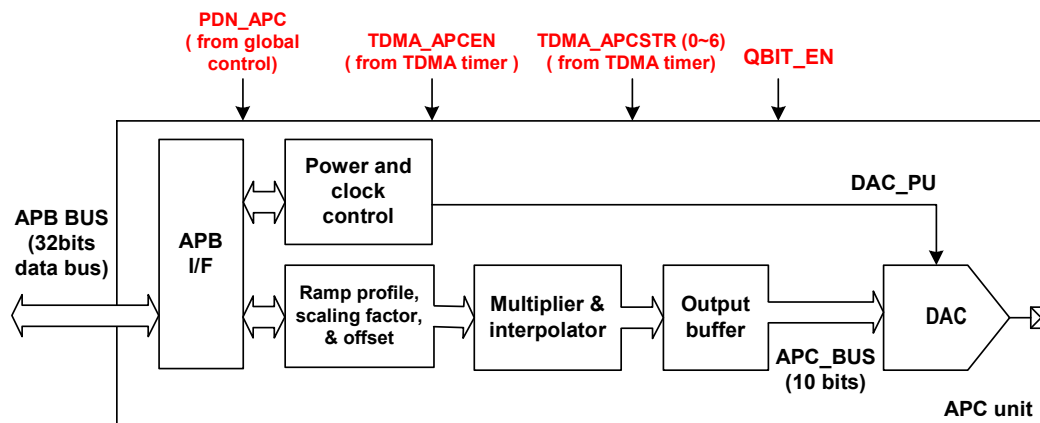 PDN_APC
( from global
control)
TDMA_APCEN
( from TDMA timer )
TDMA_APCSTR (0~6)
( from TDMA timer)
QBIT_EN
Power and
clock
control
DAC_PU
APB BUS
(32bits
data bus)
APB
I/F
Ramp profile,
scaling factor,
& offset
Multiplier &
interpolator
Output
buffer
DAC
APC_BUS
(10 bits)
APC unit